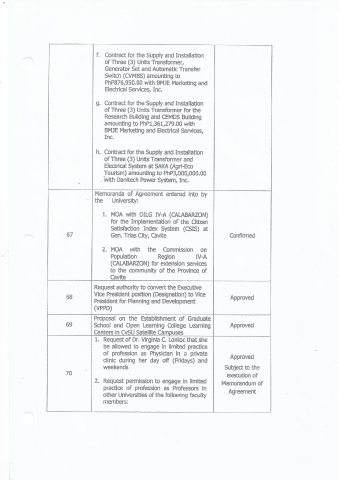 f. Contract for the Supply and Installation
of Three (3) Units Transformer,
Generator Set and Automatic Transfer
Switch (CVMBS) amounting to
PhP876,950.00 with BMJE Marketing and
Electrical Services, Inc.
g. Contract for the Supply and Installation
of Three (3) Units Transformer for the
Research Building and CEMDS Building
amounting to PhP1,361,279.00 with
BMJE Marketing and Electrical Services,
Inc.
h. Contract for the Supply and Installation
of Three (3) Units Transformer and
Electrical System at SAKA (Agri-Eco
Tourism) amounting to PhP3,000,000.00
with Danitech Power System, Inc.
Memoranda of Agreement entered into by
the University:
1. MOA with DILG IV-A (CALABARZON)
for the Implementation of the Citizen
Satisfaction Index System (CSIS) at
Gen. Trias City, Cavite
67
Confirmed
2. MOA with the Commission on
Population Region IV-A
(CALABARZON) for extension services
to the community of the Province of
Cavite
Request authority to convert the Executive
Vice President position (Designation) to Vice
President for Planning and Development
(VPPD)
68
Approved
Proposal on the Establishment of Graduate
School and Open Learning College Learning
Centers in CvSU Satellite Campuses
69
Approved
1. Request of Dr. Virginia C. Lontoc that she
be allowed to engage in limited practice
of profession as Physician in a private
clinic during her day off (Fridays) and
weekends
70
Approved
Subject to the
execution of
Memorandum of
Agreement
2. Request permission to engage in limited
practice of profession as Professors in
other Universities of the following faculty
members: